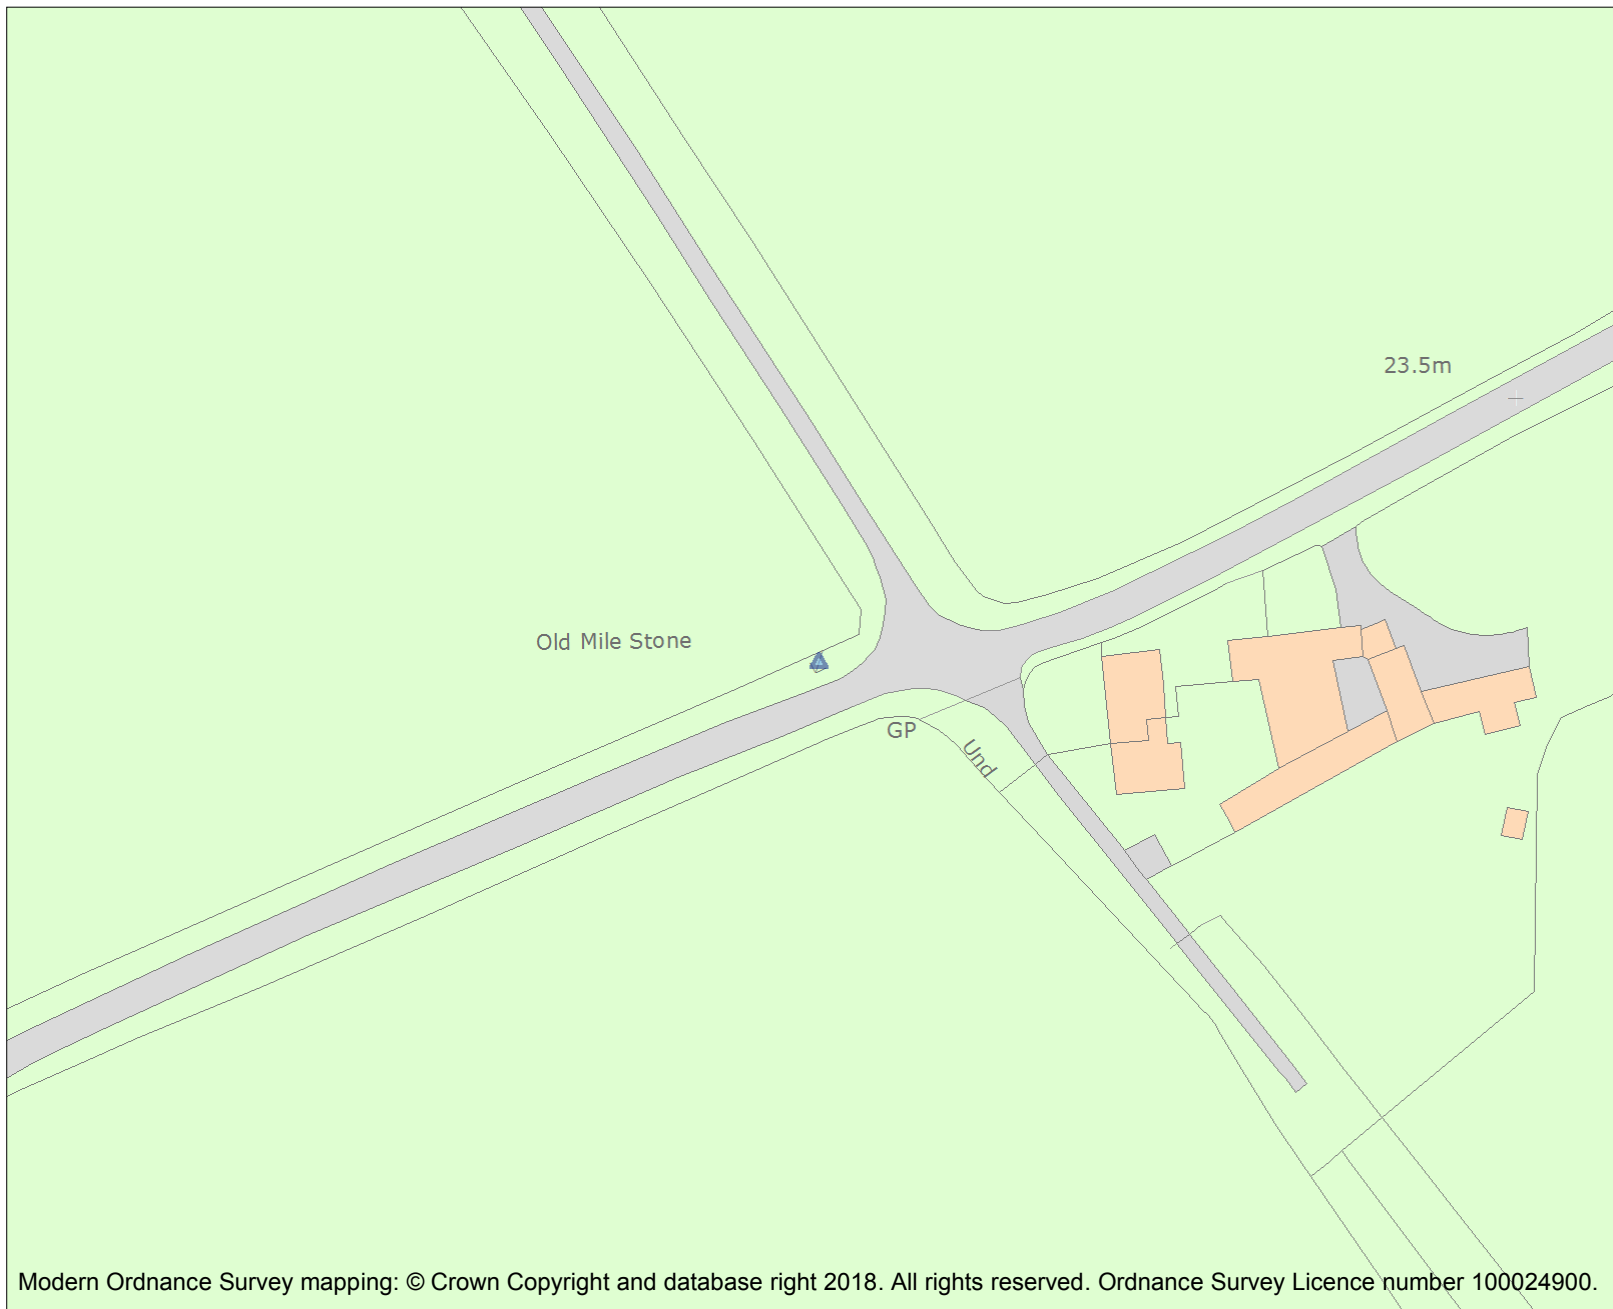 23.5m
Old Mile Stone
GP
Und
Modern Ordnance Survey mapping: © Crown Copyright and database right 2018. All rights reserved. Ordnance Survey Licence number 100024900.